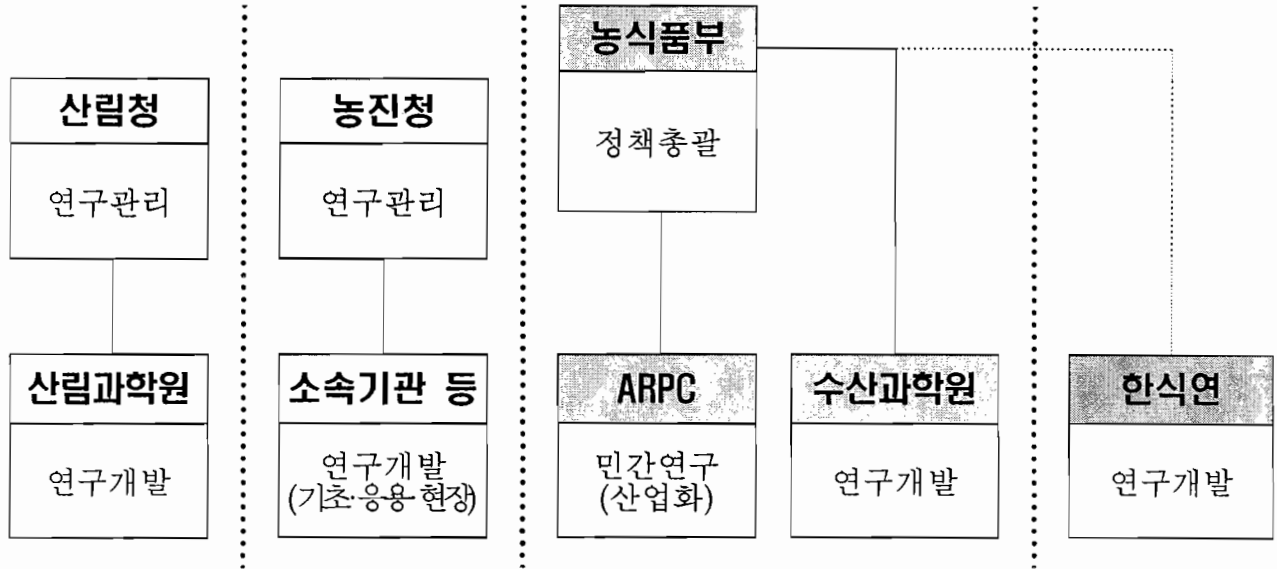 농식품부
정책총괄
산림청
연구관리
농진청
연구관리
산림과학원
연구개발
소속기관 등
연구개발
(기초·응용·현장)
ARPC
민간연구
(산업화)
수산과학원
연구개발
한식연
연구개발